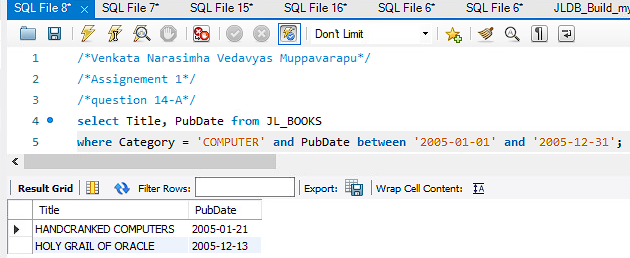 SQL File 8* SQL File 7* SQL File 15* SQL File 16* SQL File 6* SQL File 6* JLDB_Build_my
Don't Limit
1 /*Venkata Narasimha Vedavyas Muppavarapu*/
2 /*Assignement 1*/
3 /*question 14-A*/
4 select Title, PubDate from JL_BOOKS
5 where Category = 'COMPUTER' and PubDate between '2005-01-01' and '2005-12-31';
Result Grid Filter Rows: Export: Wrap Cell Content:
Title PubDate
HANDCRANKED COMPUTERS 2005-01-21
HOLY GRAIL OF ORACLE 2005-12-13